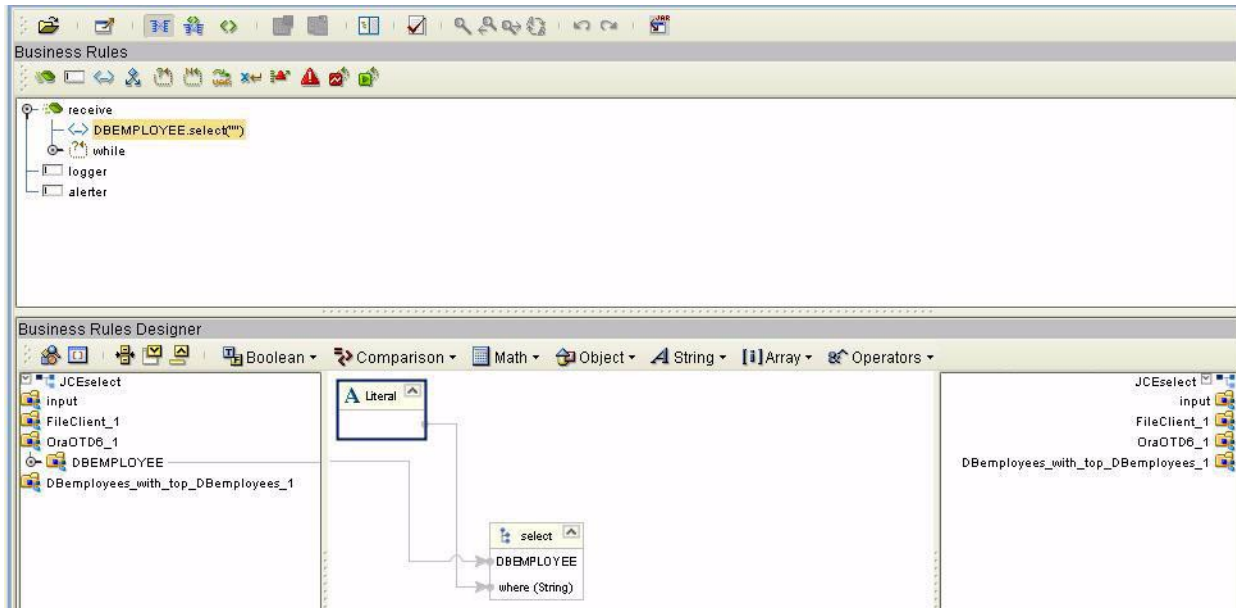 JAR
Business Rules
receive
DBEMPLOYEE.select("")
while
logger
alerter
Business Rules Designer
Boolean Comparison Math Object A String [i] Array Operators
JCEselect
input
FileClient_1
OraOTD6_1
DBEMPLOYEE
DBemployees_with_top_DBemployees_1
A Literal
select
DBEMPLOYEE
where (String)
JCEselect
input
FileClient_1
OraOTD6_1
DBemployees_with_top_DBemployees_1